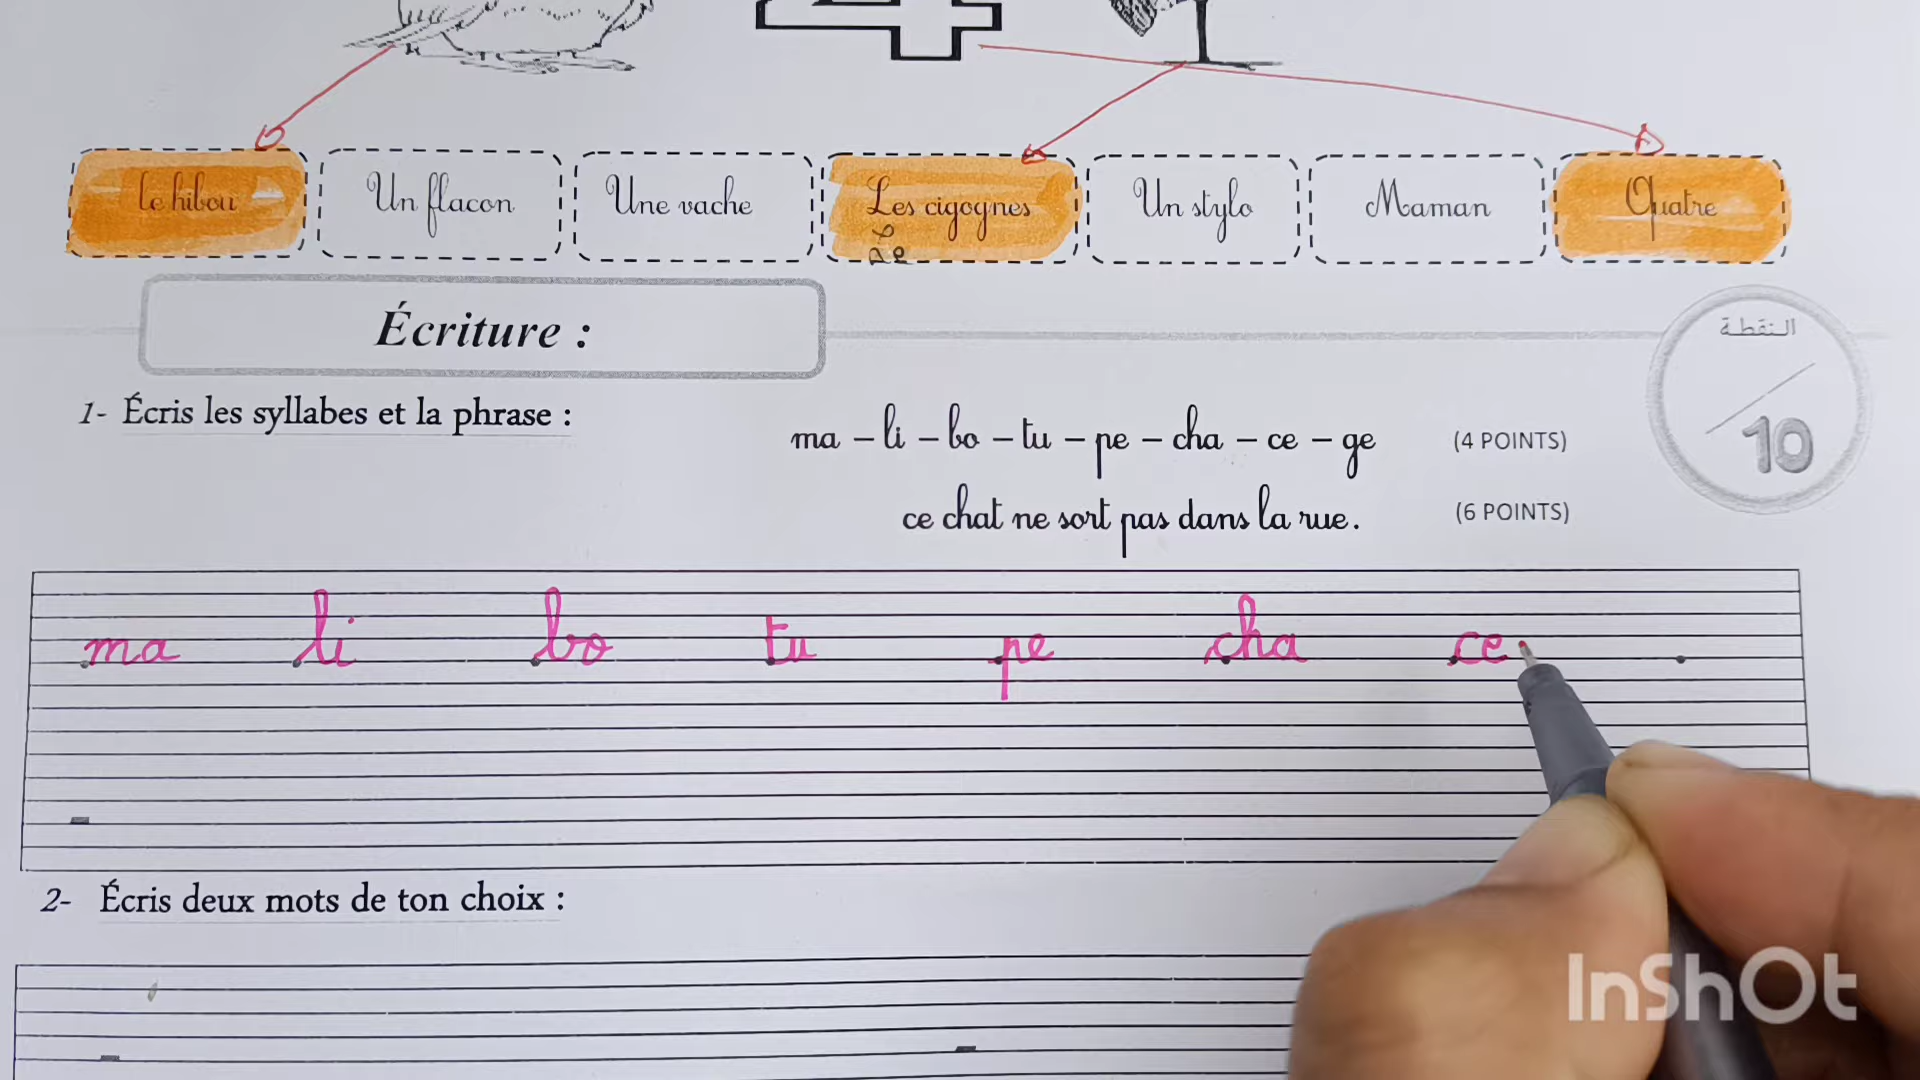 4
Le hibou Un flacon Une vache Les cigognes Un stylo Maman Quatre
Écriture :
النقطة
10
1- Écris les syllabes et la phrase :
ma – li – bo – tu – pe – cha – ce – ge (4 POINTS)
ce chat ne sort pas dans la rue. (6 POINTS)
ma li bo tu pe cha ce
2- Écris deux mots de ton choix :
InShOt